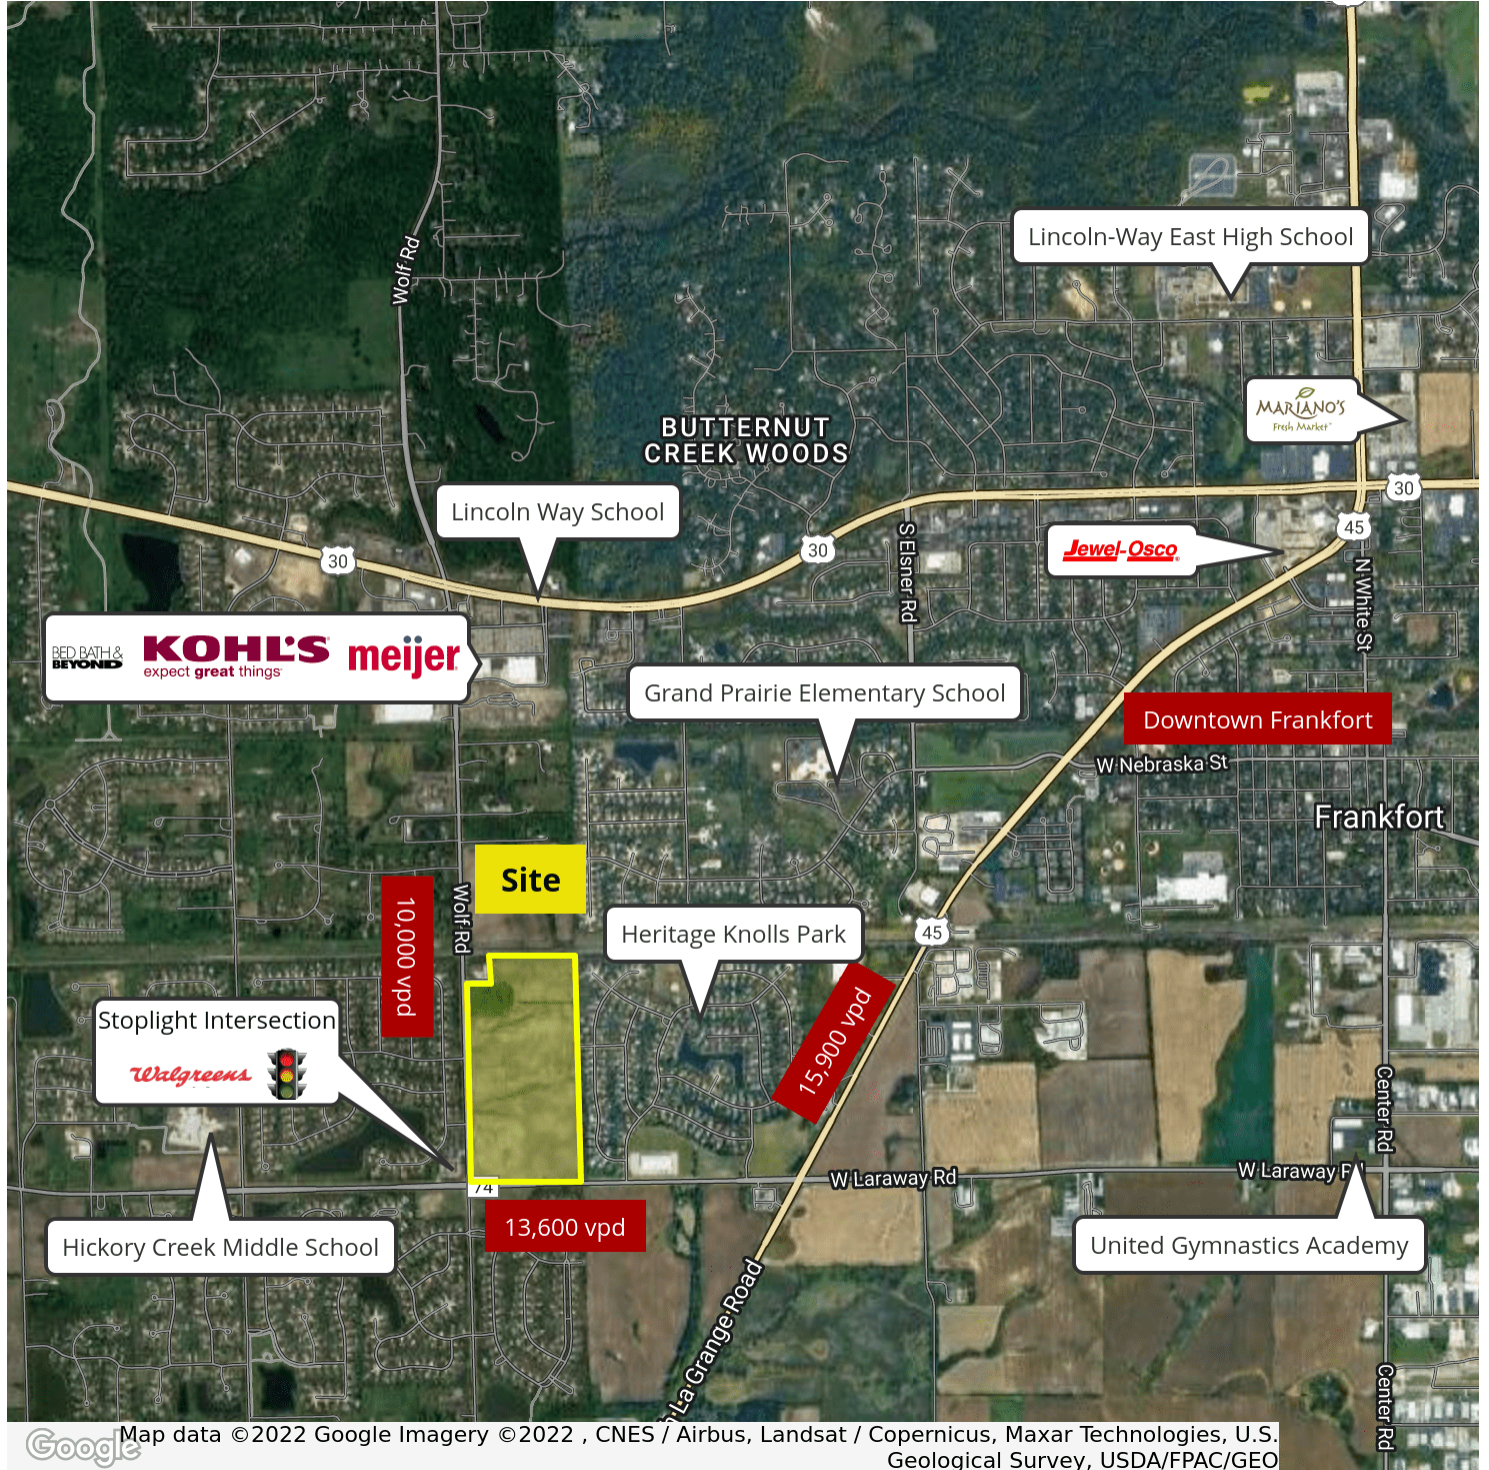 Wolf Rd
Lincoln-Way East High School
MARIANO'S
Fresh Market
BUTTERNUT
CREEK WOODS
30
Lincoln Way School
45
30
30
S Elsner Rd
Jewel-Osco
N White St
BED BATH &
BEYOND
KOHL'S
expect great things
meijer
Grand Prairie Elementary School
Downtown Frankfort
W Nebraska St
Frankfort
Site
Wolf Rd
10,000 vpd
Heritage Knolls Park
45
15,900 vpd
Stoplight Intersection
Walgreens
Center Rd
W Laraway Rd
W Laraway R
74
13,600 vpd
Hickory Creek Middle School
United Gymnastics Academy
La Grange Road
Center Rd
Google
Map data ©2022 Google Imagery ©2022 , CNES / Airbus, Landsat / Copernicus, Maxar Technologies, U.S.
Geological Survey, USDA/FPAC/GEO